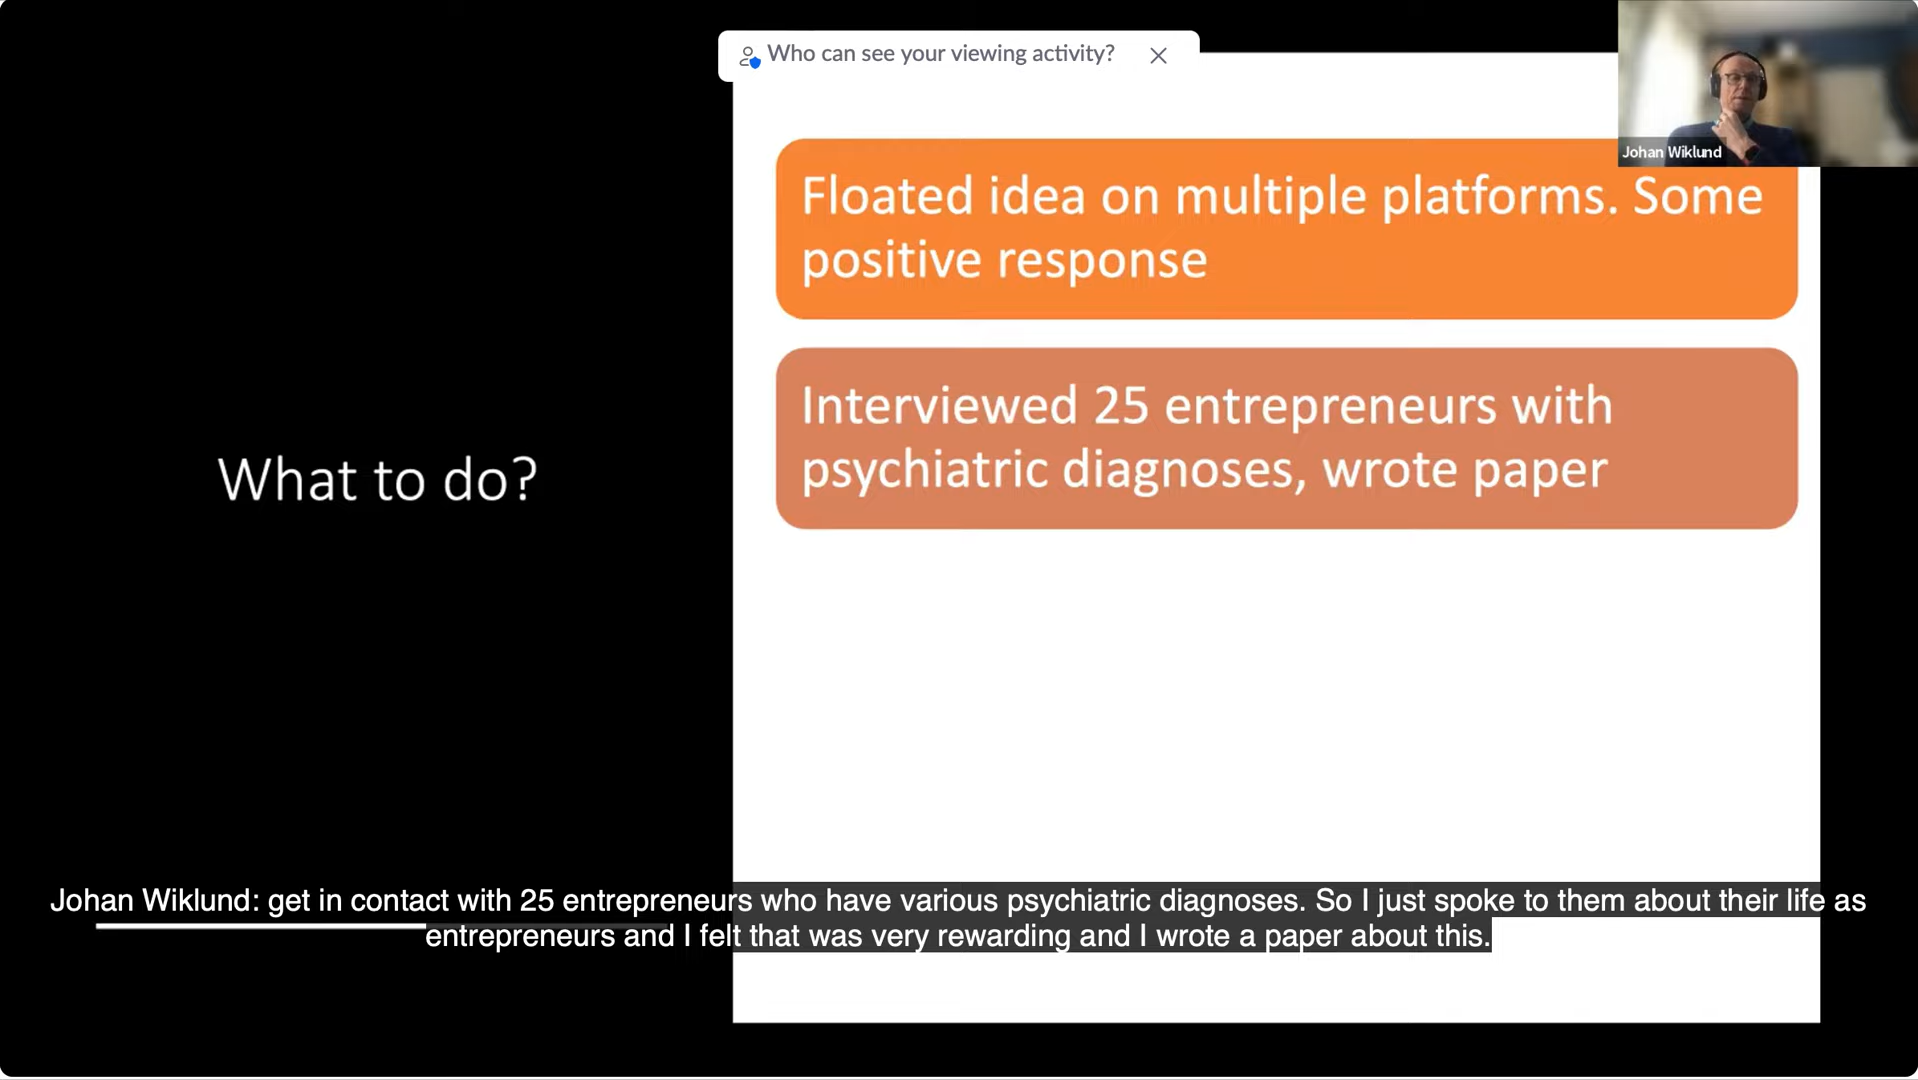 Who can see your viewing activity?
Johan Wiklund
Floated idea on multiple platforms. Some
positive response
Interviewed 25 entrepreneurs with
psychiatric diagnoses, wrote paper
What to do?
Johan Wiklund: get in contact with 25 entrepreneurs who have various psychiatric diagnoses. So I just spoke to them about their life as
entrepreneurs and I felt that was very rewarding and I wrote a paper about this.